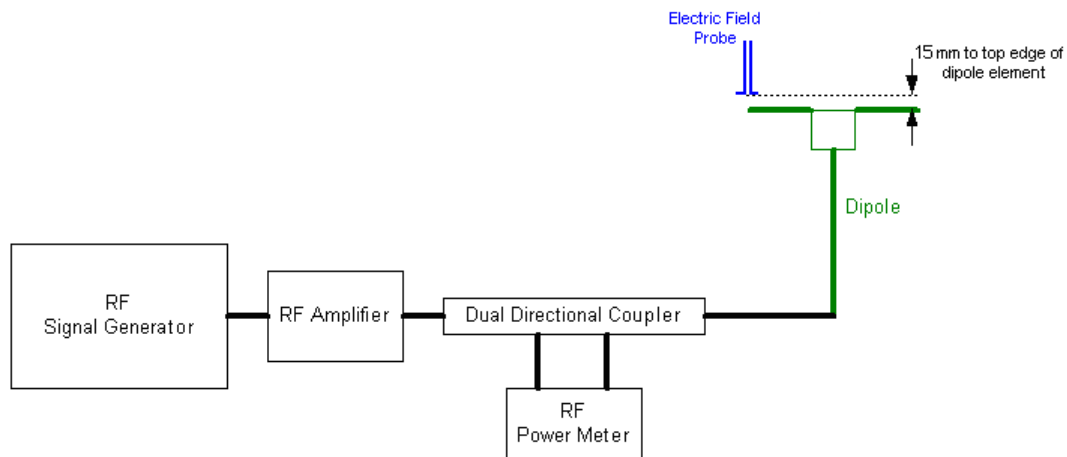 Electric Field
Probe
15 mm to top edge of
dipole element
Dipole
RF
Signal Generator
RF Amplifier
Dual Directional Coupler
RF
Power Meter